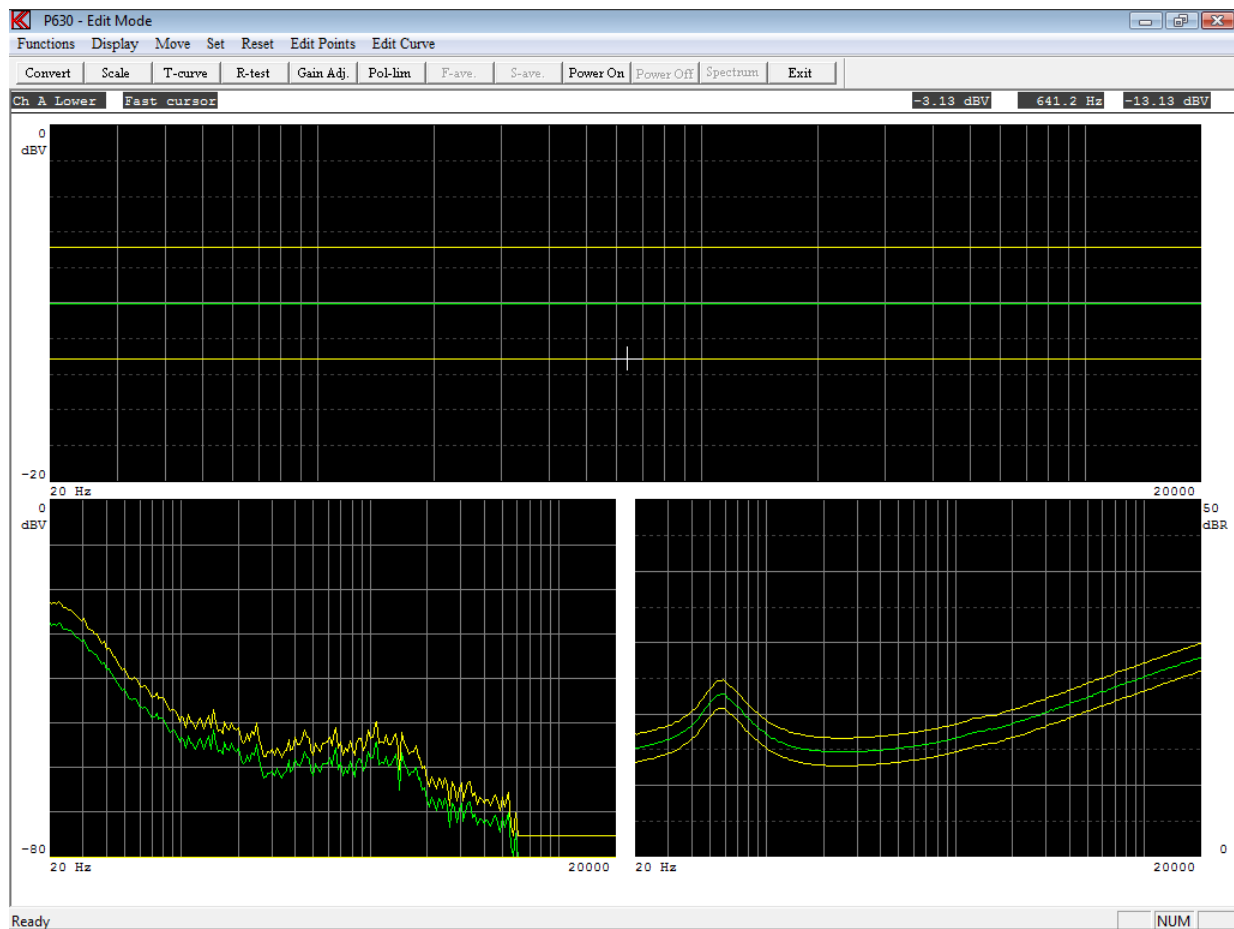 P630 - Edit Mode
Functions Display Move Set Reset Edit Points Edit Curve
Convert Scale T-curve R-test Gain Adj. Pol-lim F-ave. S-ave. Power On Power Off Spectrum Exit
Ch A Lower Fast cursor -3.13 dBV 641.2 Hz -13.13 dBV
0
dBV
-20
20 Hz 20000
0
dBV
-80
20 Hz 20000
50
dBR
0
20 Hz 20000
Ready NUM